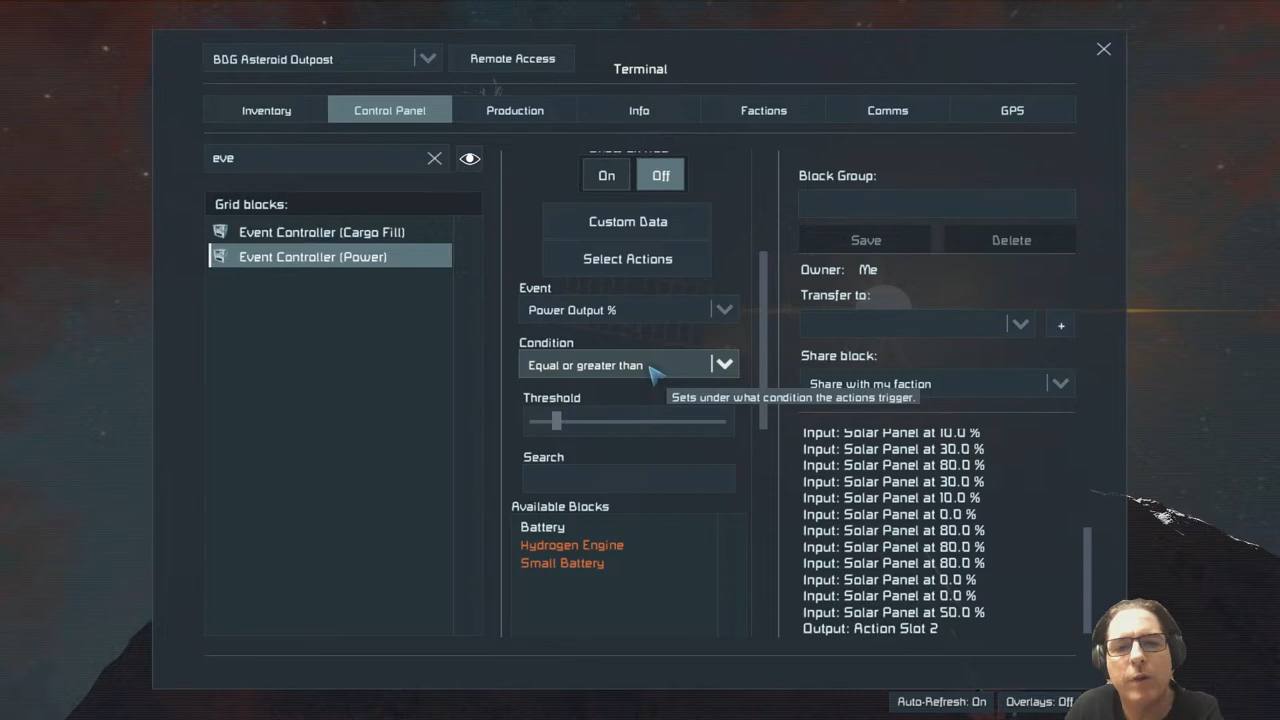 BDG Asteroid Outpost
Remote Access
Terminal
Inventory
Control Panel
Production
Info
Factions
Comms
GPS
eve
Grid blocks:
Event Controller (Cargo Fill)
Event Controller (Power)
On
Off
Custom Data
Select Actions
Event
Power Output %
Condition
Equal or greater than
Sets under what condition the actions trigger.
Threshold
Search
Available Blocks
Battery
Hydrogen Engine
Small Battery
Block Group:
Save
Delete
Owner: Me
Transfer to:
+
Share block:
Share with my faction
Input: Solar Panel at 10.0 %
Input: Solar Panel at 30.0 %
Input: Solar Panel at 80.0 %
Input: Solar Panel at 30.0 %
Input: Solar Panel at 10.0 %
Input: Solar Panel at 0.0 %
Input: Solar Panel at 80.0 %
Input: Solar Panel at 80.0 %
Input: Solar Panel at 80.0 %
Input: Solar Panel at 0.0 %
Input: Solar Panel at 0.0 %
Input: Solar Panel at 50.0 %
Output: Action Slot 2
Auto-Refresh: On
Overlays: Off